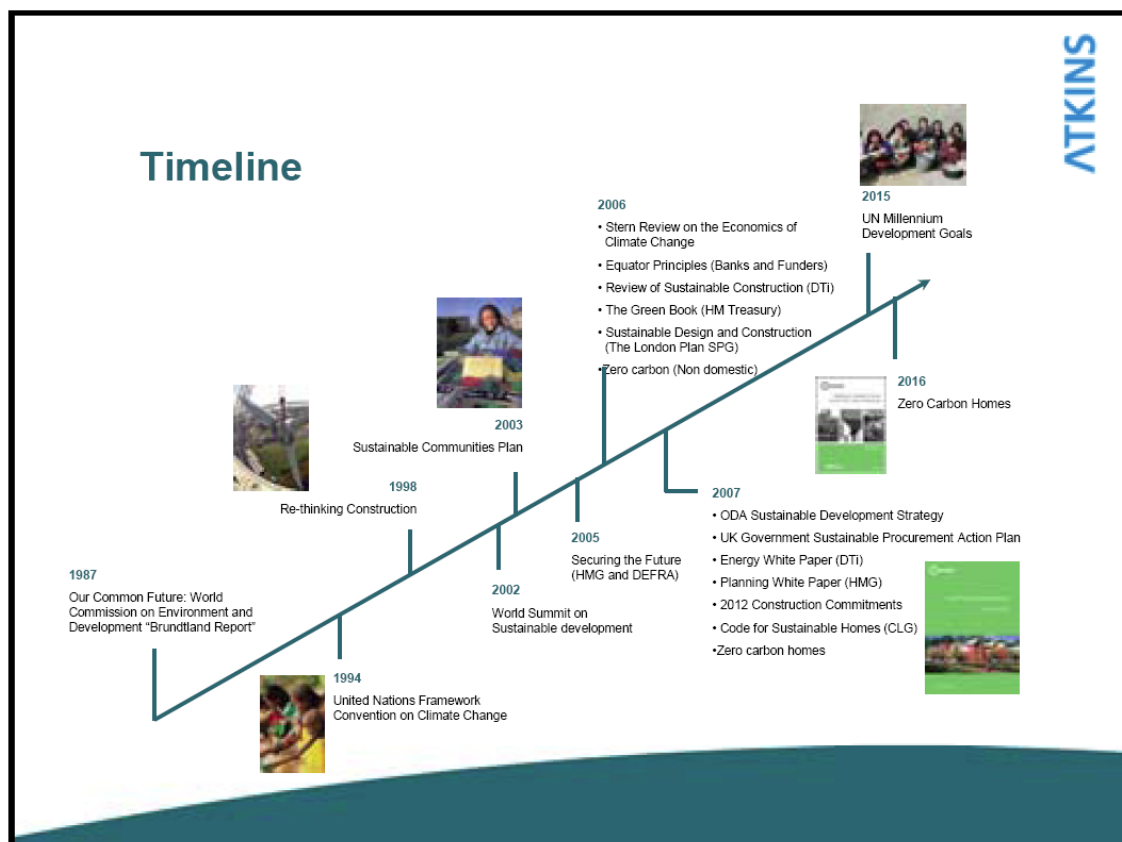 ATKINS
Timeline
2015
UN Millennium
Development Goals
2006
• Stern Review on the Economics of
Climate Change
• Equator Principles (Banks and Funders)
• Review of Sustainable Construction (DTi)
• The Green Book (HM Treasury)
• Sustainable Design and Construction
(The London Plan SPG)
•Zero carbon (Non domestic)
2016
Zero Carbon Homes
2003
Sustainable Communities Plan
1998
Re-thinking Construction
2007
• ODA Sustainable Development Strategy
• UK Government Sustainable Procurement Action Plan
• Energy White Paper (DTi)
• Planning White Paper (HMG)
• 2012 Construction Commitments
• Code for Sustainable Homes (CLG)
•Zero carbon homes
2005
Securing the Future
(HMG and DEFRA)
1987
Our Common Future: World
Commission on Environment and
Development “Brundtland Report”
2002
World Summit on
Sustainable development
1994
United Nations Framework
Convention on Climate Change